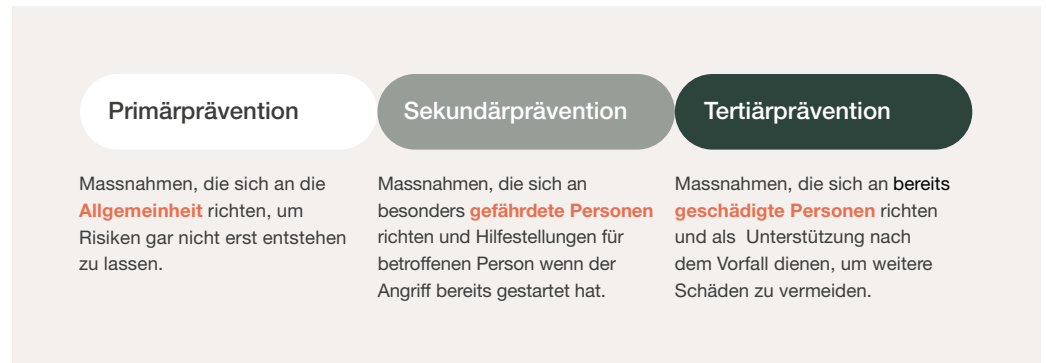 Primärprävention
Massnahmen, die sich an die
Allgemeinheit richten, um
Risiken gar nicht erst entstehen
zu lassen.
Sekundärprävention
Massnahmen, die sich an
besonders gefährdete Personen
richten und Hilfestellungen für
betroffenen Person wenn der
Angriff bereits gestartet hat.
Tertiärprävention
Massnahmen, die sich an bereits
geschädigte Personen richten
und als  Unterstützung nach
dem Vorfall dienen, um weitere
Schäden zu vermeiden.